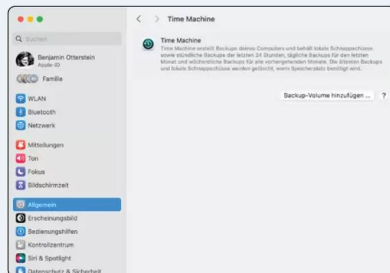 Time Machine
Suchen
Benjamin Otterstein
Apple-ID
Familie
WLAN
Bluetooth
Netzwerk
Mitteilungen
Ton
Fokus
Bildschirmzeit
Allgemein
Erscheinungsbild
Bedienungshilfen
Kontrollzentrum
Siri & Spotlight
Datenschutz & Sicherheit
Time Machine
Time Machine erstellt Backups deines Computers und behält lokale Schnappschüsse
sowie stündliche Backups der letzten 24 Stunden, tägliche Backups für den letzten
Monat und wöchentliche Backups für alle vorhergehenden Monate. Die ältesten Backups
und lokale Schnappschüsse werden gelöscht, wenn Speicherplatz benötigt wird.
Backup-Volume hinzufügen ...
?